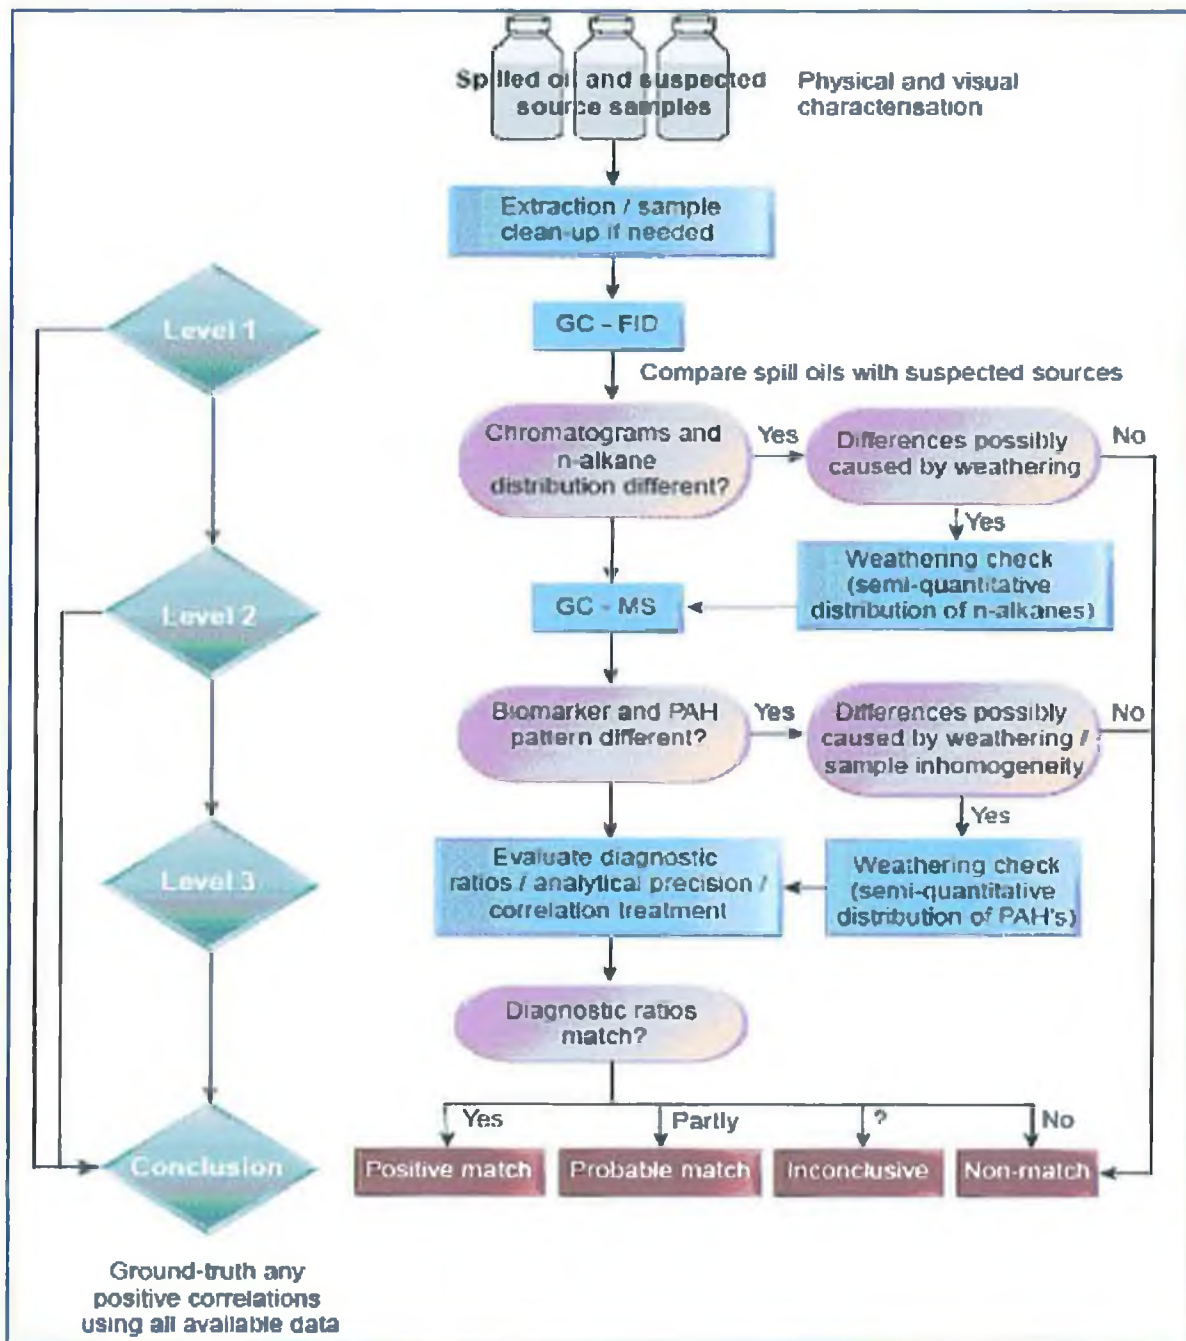 Spilled oil and suspected
source samples
Physical and visual
characterisation
Extraction / sample
clean-up if needed
Level 1
GC - FID
Compare spill oils with suspected sources
Chromatograms and
n-alkane
distribution different?
Yes
Differences possibly
caused by weathering
No
Yes
Level 2
GC - MS
Weathering check
(semi-quantitative
distribution of n-alkanes)
Biomarker and PAH
pattern different?
Yes
Differences possibly
caused by weathering /
sample inhomogeneity
No
Yes
Level 3
Evaluate diagnostic
ratios / analytical precision /
correlation treatment
Weathering check
(semi-quantitative
distribution of PAH's)
Diagnostic ratios
match?
Yes
Partly
?
No
Conclusion
Positive match
Probable match
Inconclusive
Non-match
Ground-truth any
positive correlations
using all available data